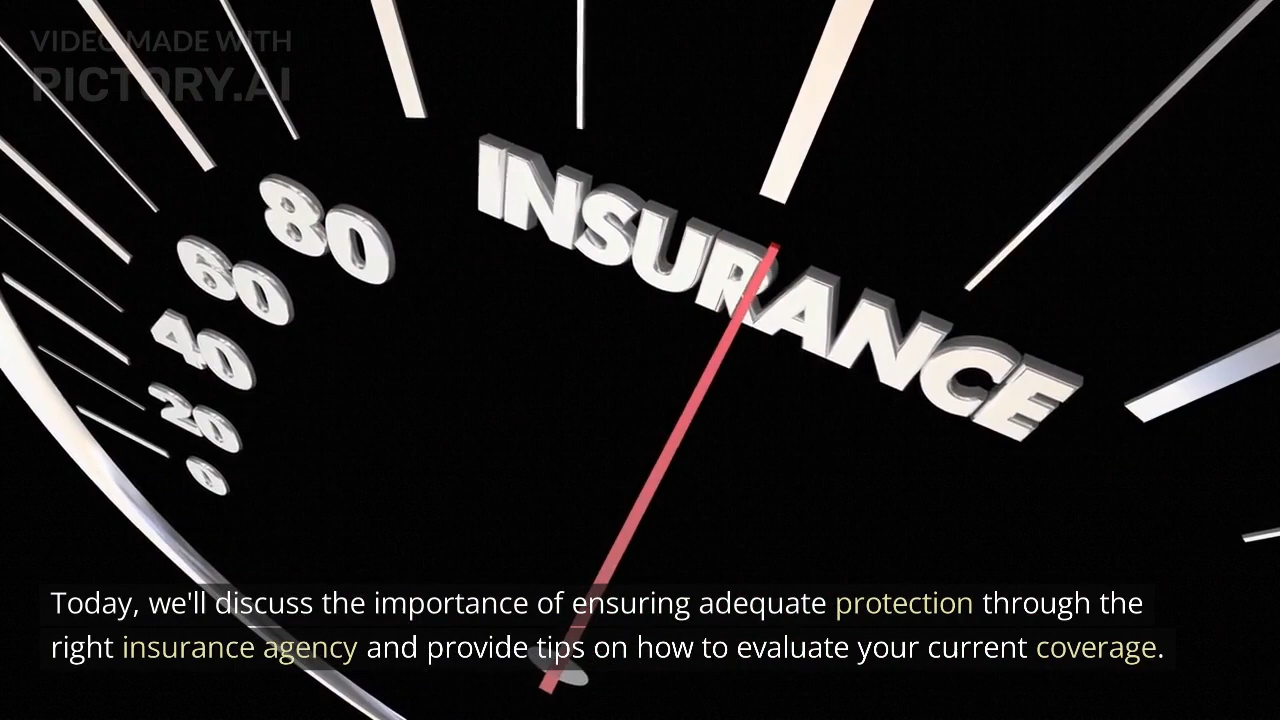 VIDEO MADE WITH
PICTORY.AI
INSURANCE
80
60
40
20
0
Today, we'll discuss the importance of ensuring adequate protection through the
right insurance agency and provide tips on how to evaluate your current coverage.